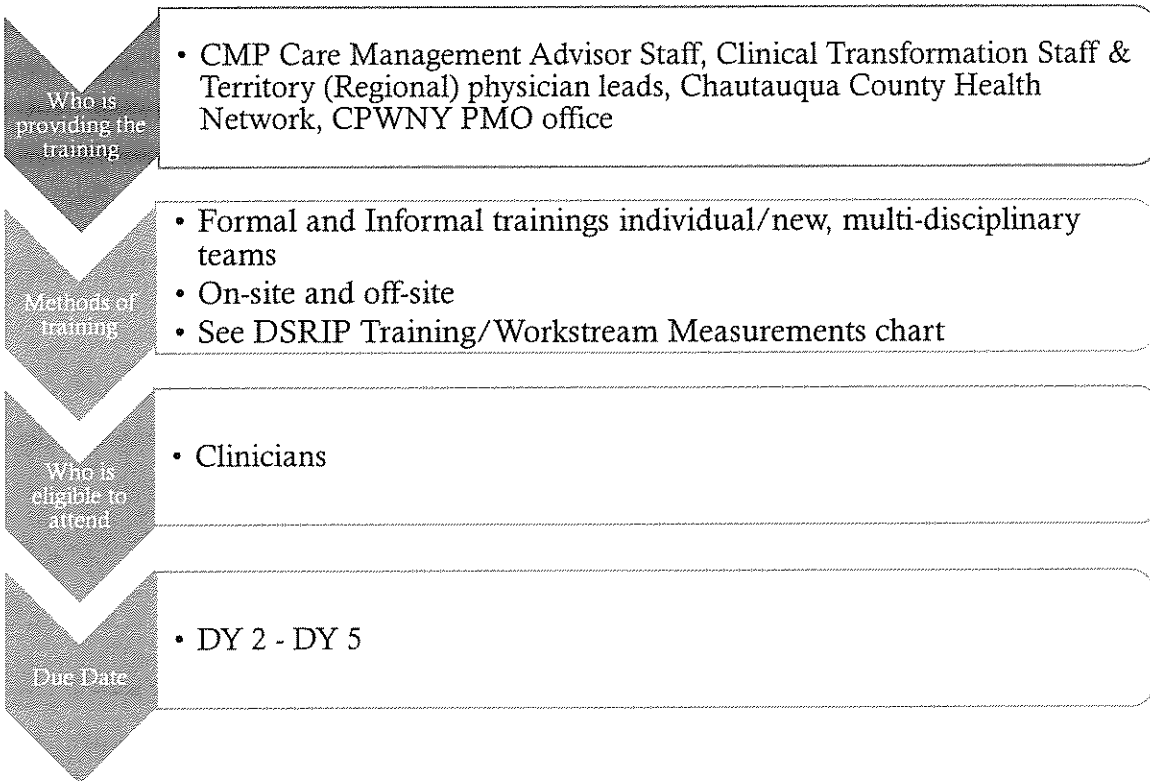 Who is
providing the
training
• CMP Care Management Advisor Staff, Clinical Transformation Staff &
Territory (Regional) physician leads, Chautauqua County Health
Network, CPWNY PMO office
Methods of
training
• Formal and Informal trainings individual/new, multi-disciplinary
teams
• On-site and off-site
• See DSRIP Training/Workstream Measurements chart
Who is
eligible to
attend
• Clinicians
Due Date
• DY 2 - DY 5